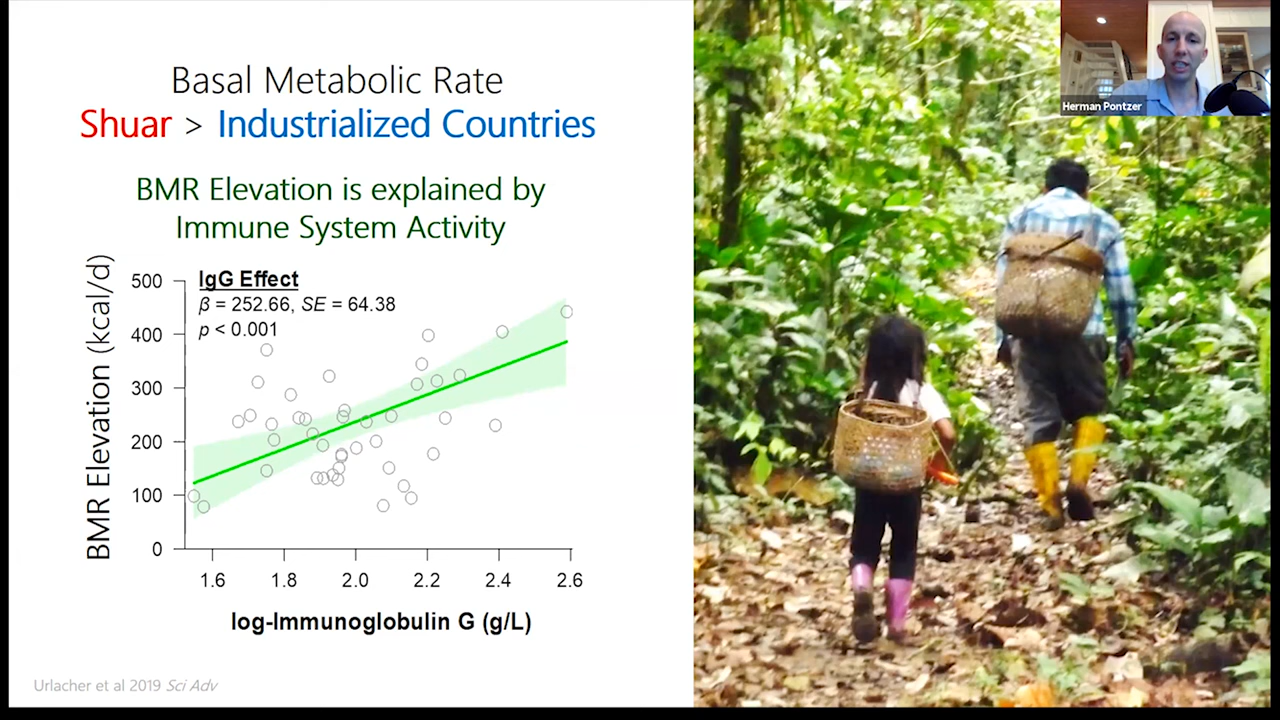 Basal Metabolic Rate
Shuar > Industrialized Countries
BMR Elevation is explained by
Immune System Activity
IgG Effect
β = 252.66, SE = 64.38
p < 0.001
BMR Elevation (kcal/d)
500
400
300
200
100
0
1.6 1.8 2.0 2.2 2.4 2.6
log-Immunoglobulin G (g/L)
Urlacher et al 2019 Sci Adv
Herman Pontzer